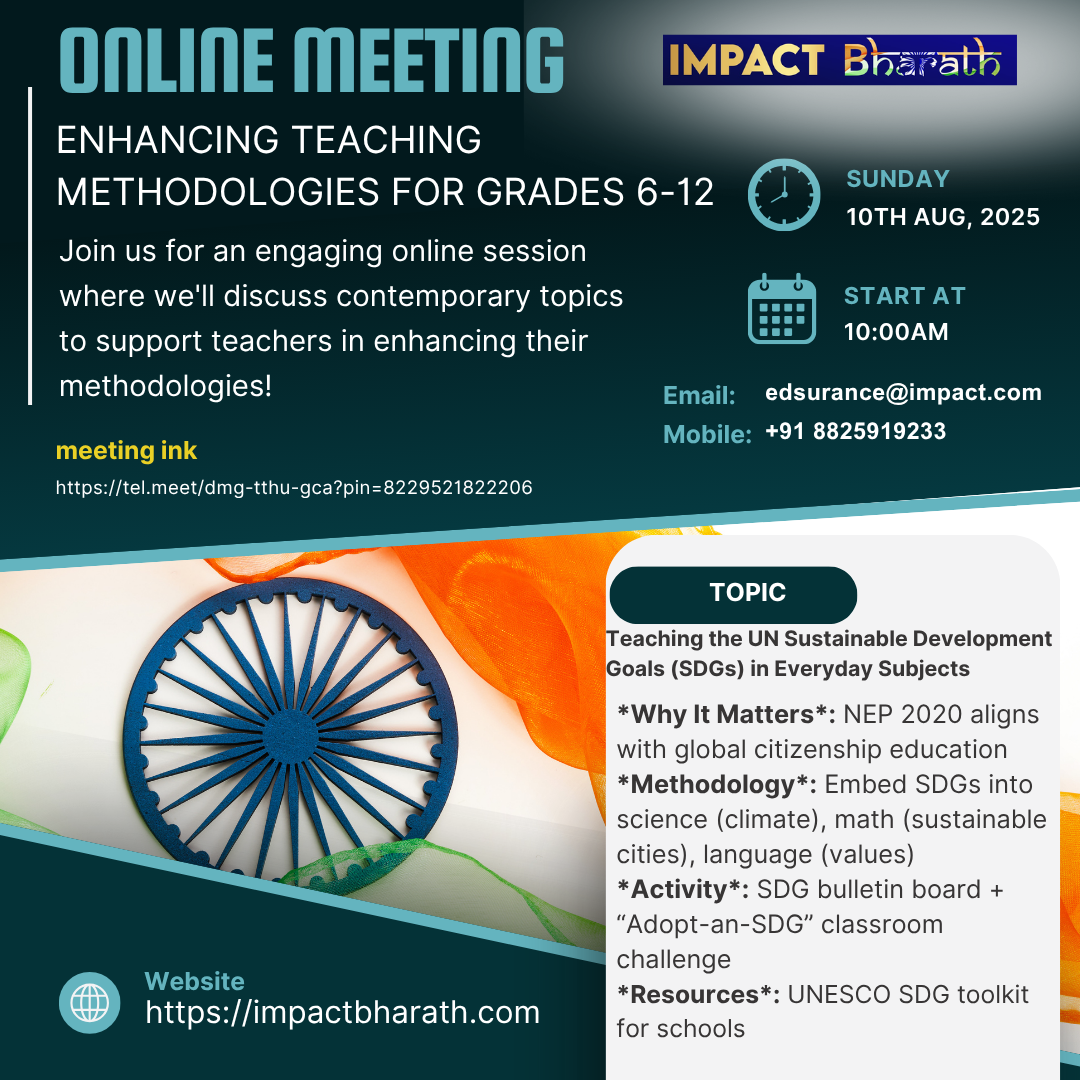 ONLINE MEETING
IMPACT Bharath
ENHANCING TEACHING
METHODOLOGIES FOR GRADES 6-12
Join us for an engaging online session
where we'll discuss contemporary topics
to support teachers in enhancing their
methodologies!
SUNDAY
10TH AUG, 2025
START AT
10:00AM
Email: edsurance@impact.com
Mobile: +91 8825919233
meeting ink
https://tel.meet/dmg-tthu-gca?pin=8229521822206
TOPIC
Teaching the UN Sustainable Development
Goals (SDGs) in Everyday Subjects
*Why It Matters*: NEP 2020 aligns
with global citizenship education
*Methodology*: Embed SDGs into
science (climate), math (sustainable
cities), language (values)
*Activity*: SDG bulletin board +
“Adopt-an-SDG” classroom
challenge
*Resources*: UNESCO SDG toolkit
for schools
Website
https://impactbharath.com